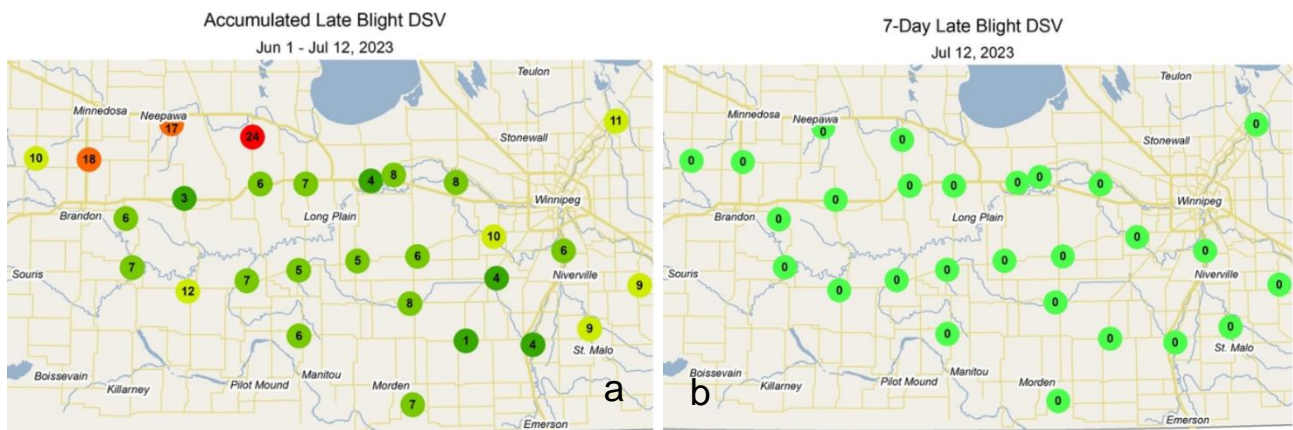 Accumulated Late Blight DSV
Jun 1 - Jul 12, 2023
Teulon
Minnedosa
Neepawa
11
17
24
Stonewall
10
18
6
7
4
8
8
3
Winnipeg
Brandon
6
Long Plain
10
6
Souris
7
5
5
6
4
Niverville
7
12
9
8
6
1
4
9
St. Malo
Boissevain
Killarney
Pilot Mound
Manitou
Morden
7
Emerson
a
7-Day Late Blight DSV
Jul 12, 2023
Teulon
Minnedosa
Neepawa
0
0
0
Stonewall
0
0
0
0
0
0
0
0
Winnipeg
Brandon
0
Long Plain
0
0
Souris
0
0
0
0
Niverville
0
0
0
0
0
0
0
0
St. Malo
Boissevain
Killarney
Pilot Mound
Manitou
Morden
0
Emerson
b